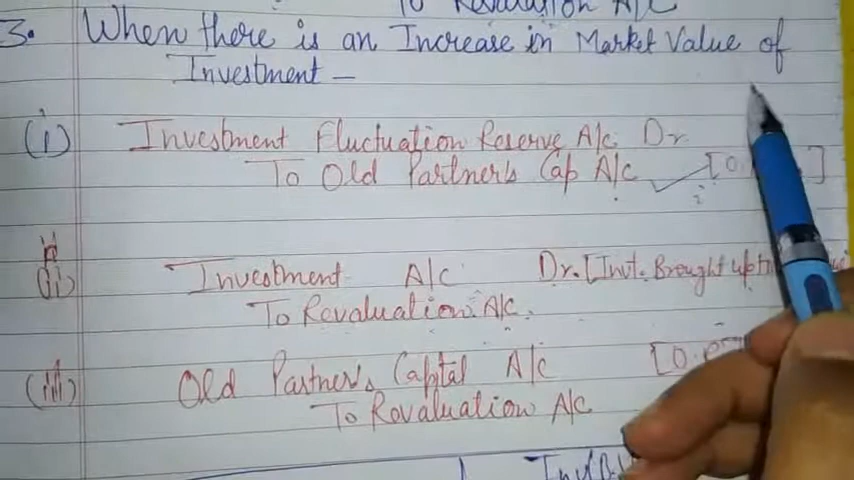 To Revaluation A/c
3. When there is an Increase in Market Value of
Investment –
(i) Investment Fluctuation Reserve A/c Dr
To Old Partner's Cap A/c [O.
(ii) Investment A/c Dr. [Invt. Brought up
To Revaluation A/c.
(iii) Old Partner's Capital A/c [O.P
To Revaluation A/c